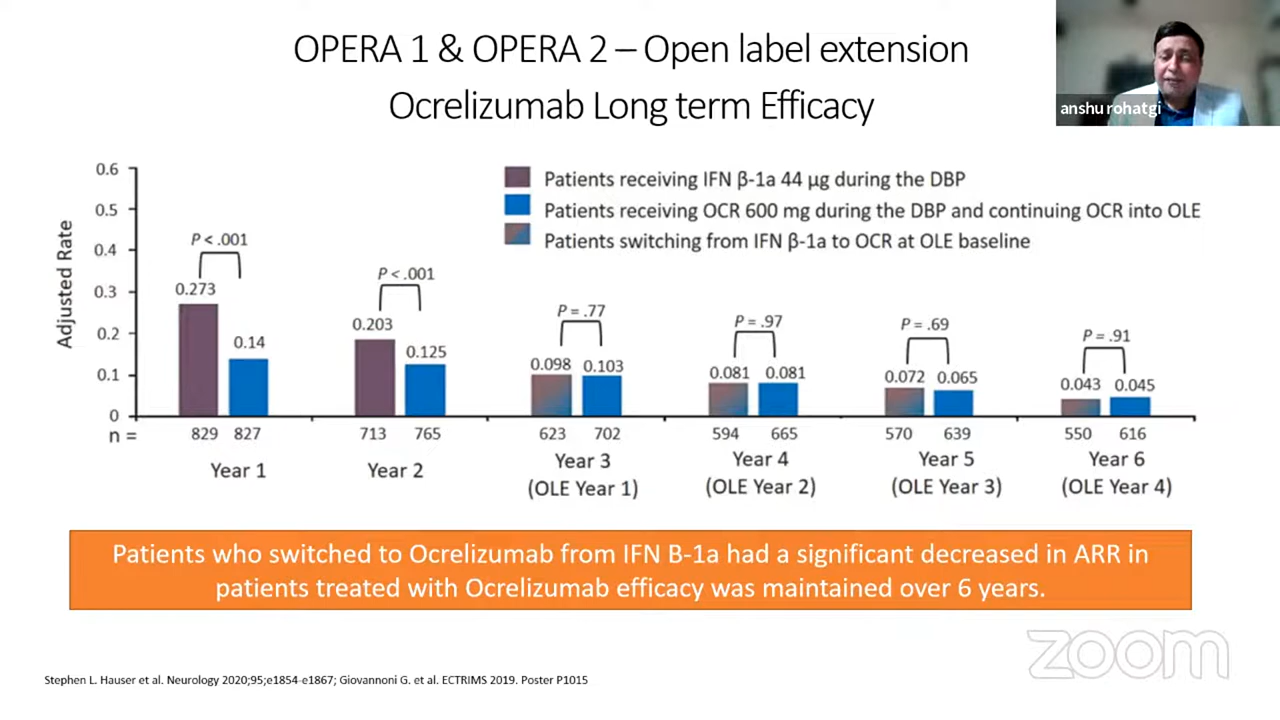 OPERA 1 & OPERA 2 – Open label extension
Ocrelizumab Long term Efficacy
anshu rohatgi
Adjusted Rate
0.6
0.5
0.4
0.3
0.2
0.1
0
Patients receiving IFN β-1a 44 µg during the DBP
Patients receiving OCR 600 mg during the DBP and continuing OCR into OLE
Patients switching from IFN β-1a to OCR at OLE baseline
P < .001
0.273
0.14
P < .001
0.203
0.125
P = .77
0.098 0.103
P = .97
0.081 0.081
P = .69
0.072 0.065
P = .91
0.043 0.045
n = 829 827 713 765 623 702 594 665 570 639 550 616
Year 1
Year 2
Year 3
(OLE Year 1)
Year 4
(OLE Year 2)
Year 5
(OLE Year 3)
Year 6
(OLE Year 4)
Patients who switched to Ocrelizumab from IFN B-1a had a significant decreased in ARR in
patients treated with Ocrelizumab efficacy was maintained over 6 years.
zoom
Stephen L. Hauser et al. Neurology 2020;95;e1854-e1867; Giovannoni G. et al. ECTRIMS 2019. Poster P1015